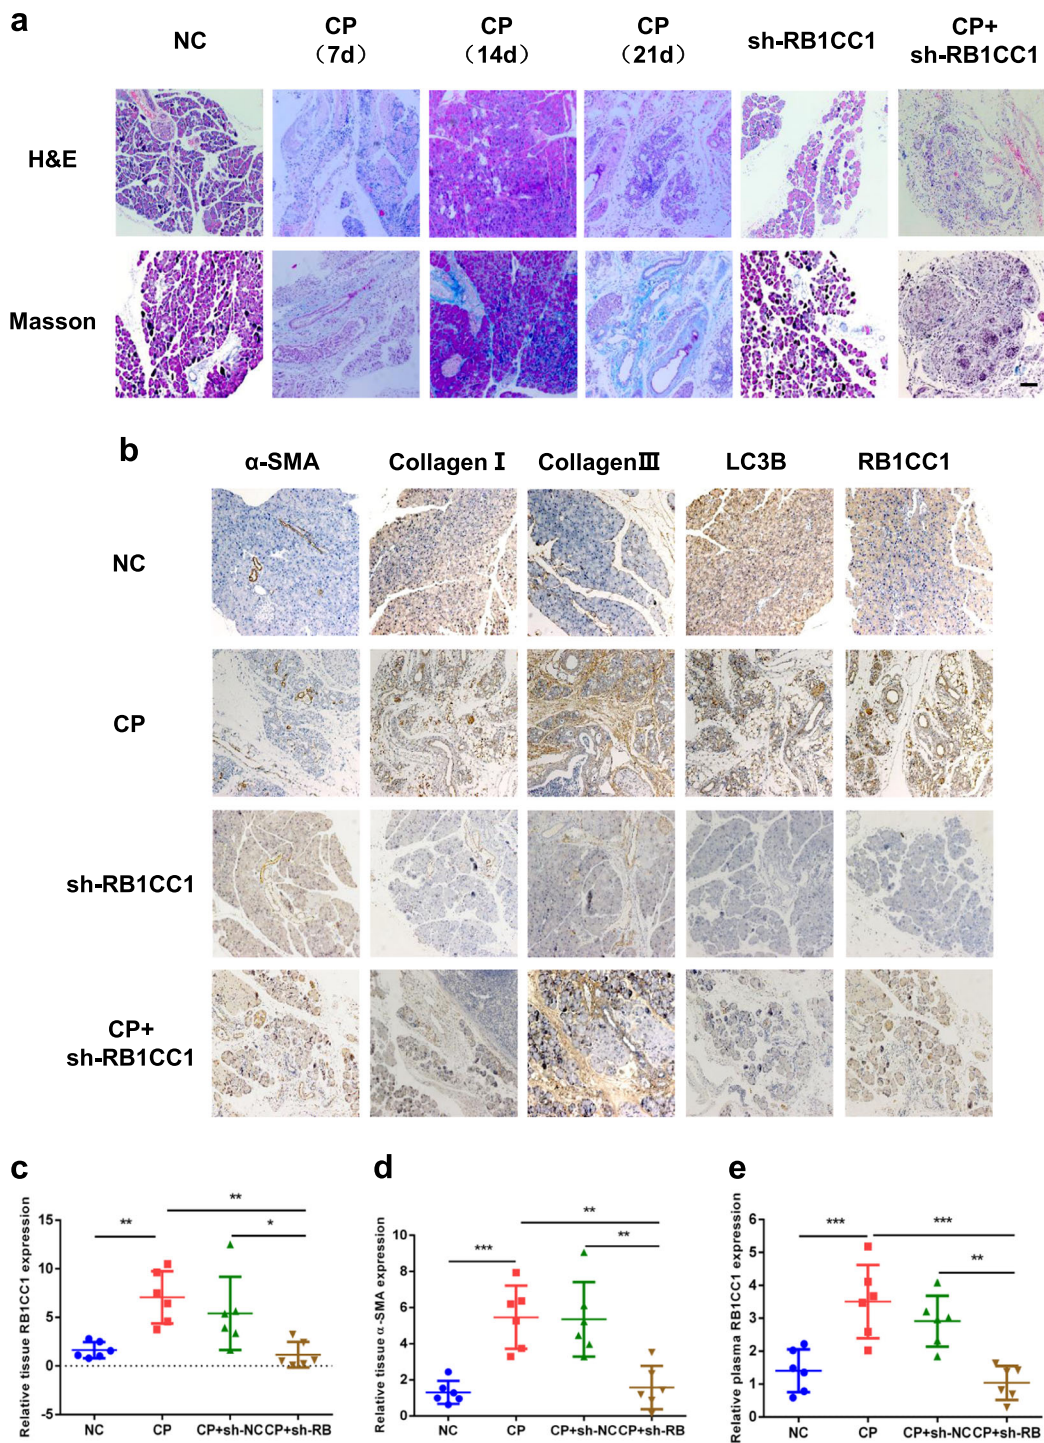 a
NC
CP
（7d）
CP
（14d）
CP
（21d）
sh-RB1CC1
CP+
sh-RB1CC1
H&E
Masson
b
α-SMA
Collagen Ⅰ
CollagenⅢ
LC3B
RB1CC1
NC
CP
sh-RB1CC1
CP+
sh-RB1CC1
c
Relative tissue RB1CC1 expression
15
10
5
0
-5
**
**
*
NC
CP
CP+sh-NC
CP+sh-RB
d
Relative tissue α-SMA expression
10
8
6
4
2
0
***
**
**
NC
CP
CP+sh-NC
CP+sh-RB
e
Relative plasma RB1CC1 expression
6
5
4
3
2
1
0
***
***
**
NC
CP
CP+sh-NC
CP+sh-RB